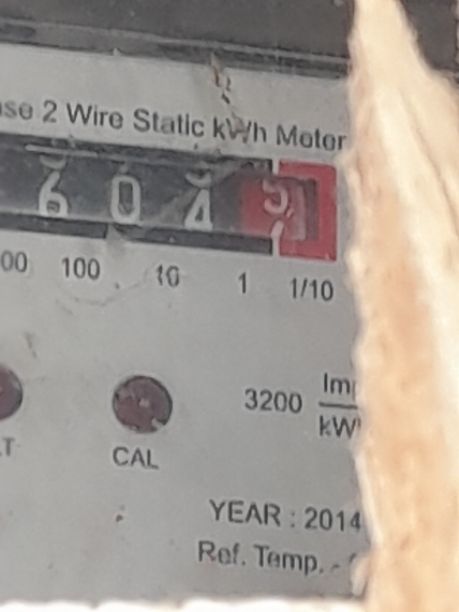 se 2 Wire Static kWh Meter
6 0 4
00 100 10 1 1/10
3200 Im
kW
T CAL
YEAR : 2014
Ref. Temp. -